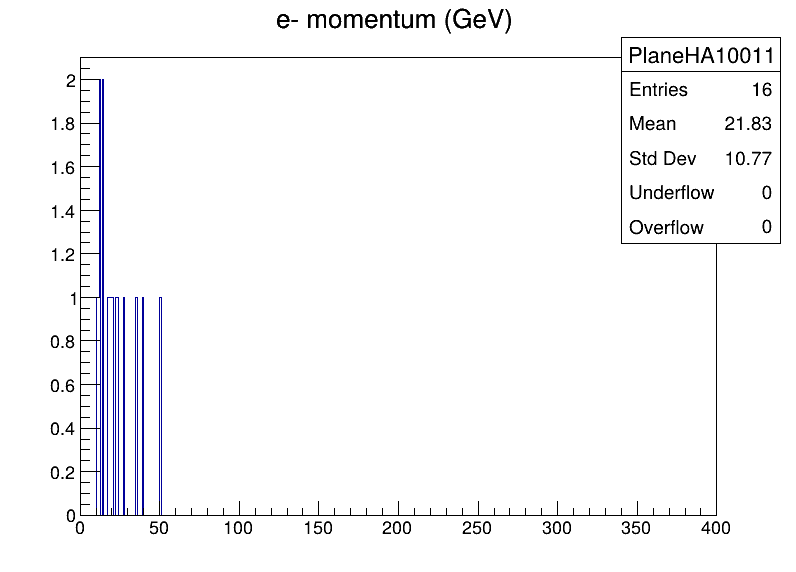 e- momentum (GeV)
PlaneHA10011
Entries 16
Mean 21.83
Std Dev 10.77
Underflow 0
Overflow 0
2
1.8
1.6
1.4
1.2
1
0.8
0.6
0.4
0.2
0
0 50 100 150 200 250 300 350 400